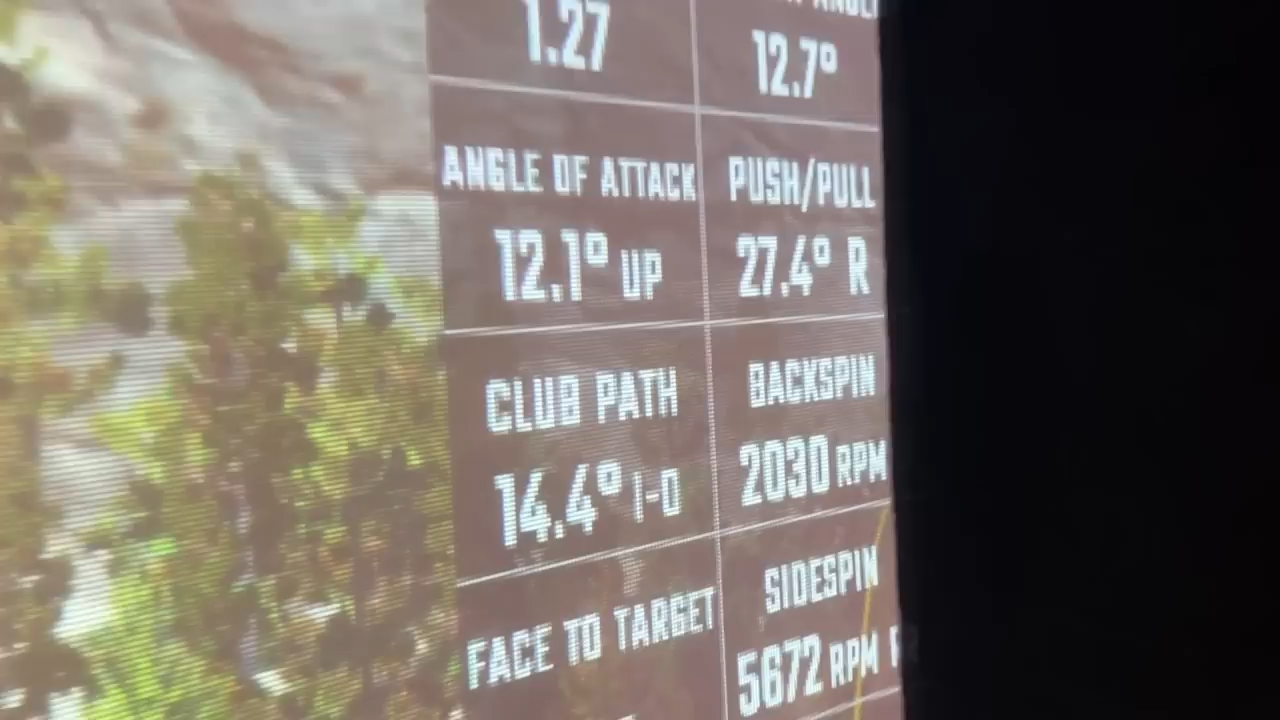 1.27
12.7°
ANGLE OF ATTACK
PUSH/PULL
12.1° UP
27.4° R
CLUB PATH
BACKSPIN
14.4° I-O
2030 RPM
FACE TO TARGET
SIDESPIN
5672 RPM